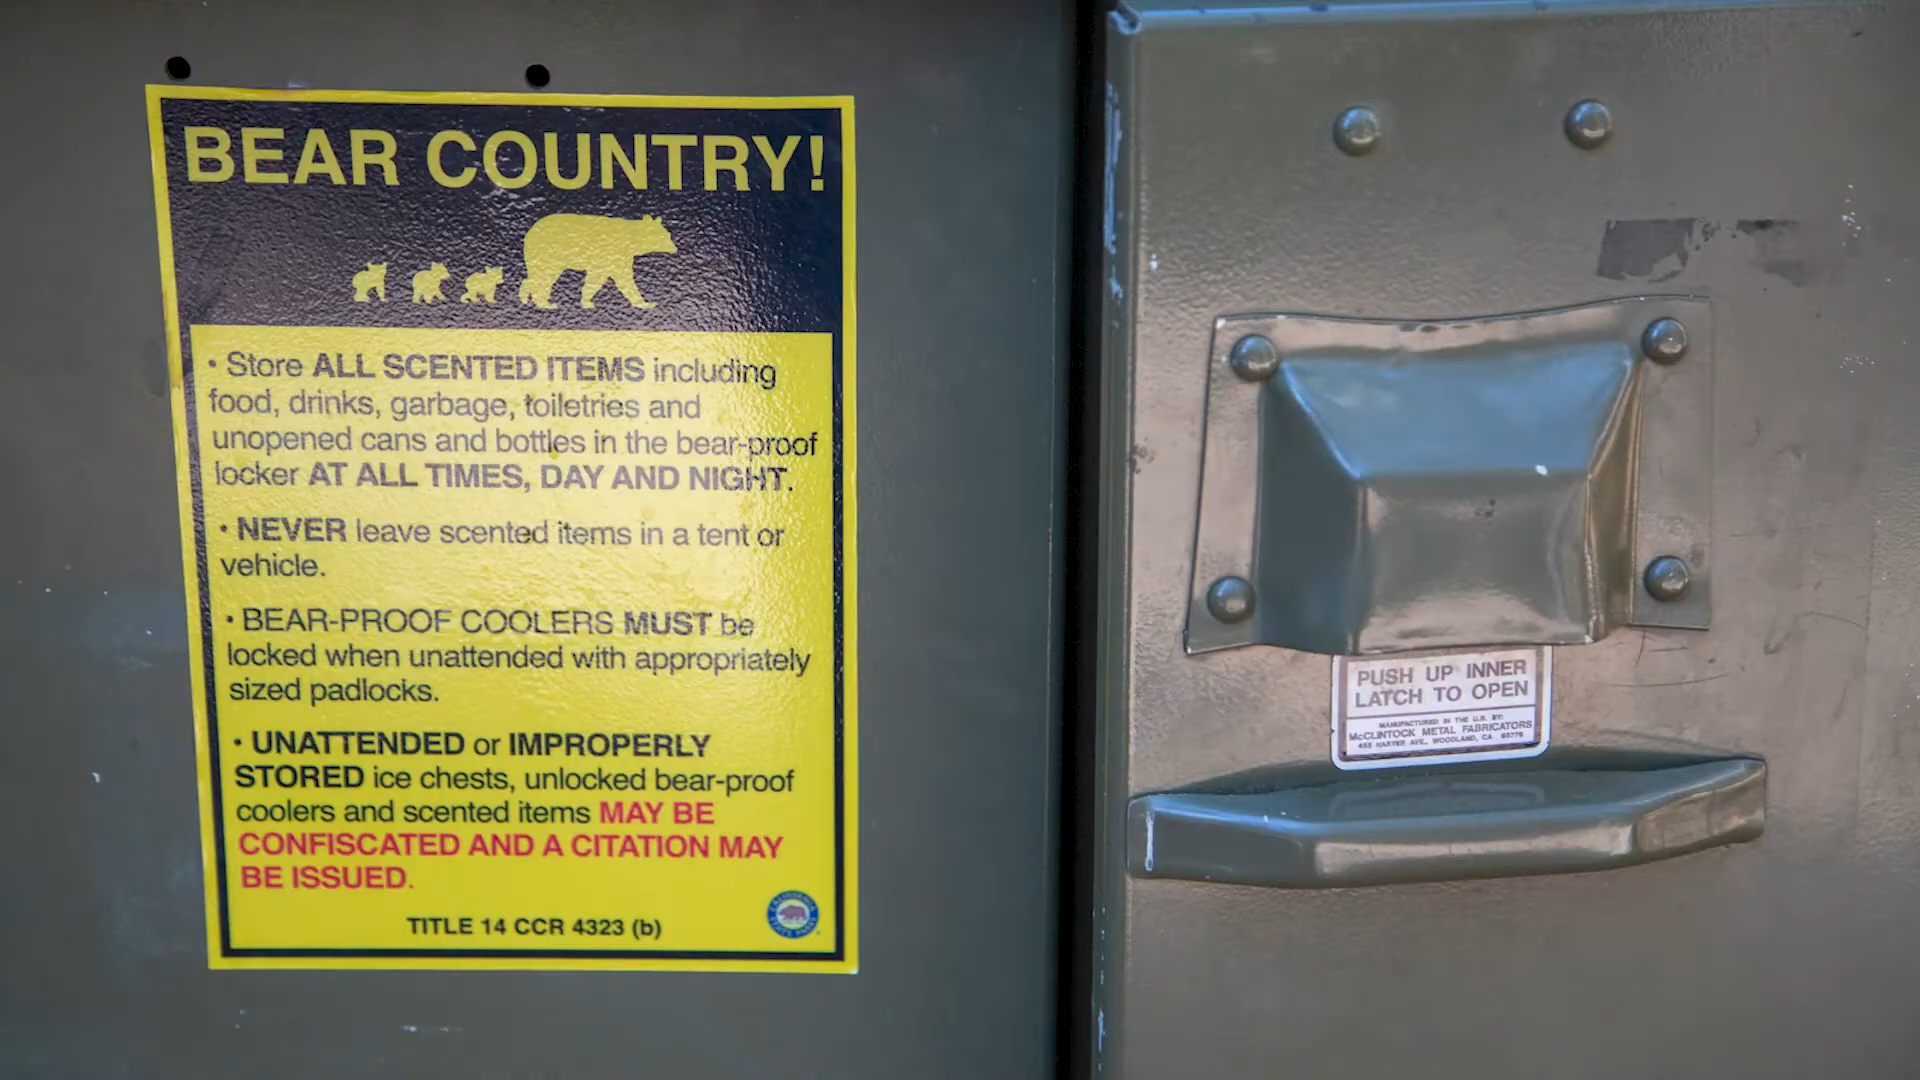 BEAR COUNTRY!
• Store ALL SCENTED ITEMS including
food, drinks, garbage, toiletries and
unopened cans and bottles in the bear-proof
locker AT ALL TIMES, DAY AND NIGHT.
• NEVER leave scented items in a tent or
vehicle.
• BEAR-PROOF COOLERS MUST be
locked when unattended with appropriately
sized padlocks.
• UNATTENDED or IMPROPERLY
STORED ice chests, unlocked bear-proof
coolers and scented items MAY BE
CONFISCATED AND A CITATION MAY
BE ISSUED.
TITLE 14 CCR 4323 (b)
CALIFORNIA
STATE PARKS
PUSH UP INNER
LATCH TO OPEN
MANUFACTURED IN THE U.S. BY:
McCLINTOCK METAL FABRICATORS
455 HARTER AVE., WOODLAND, CA 95776